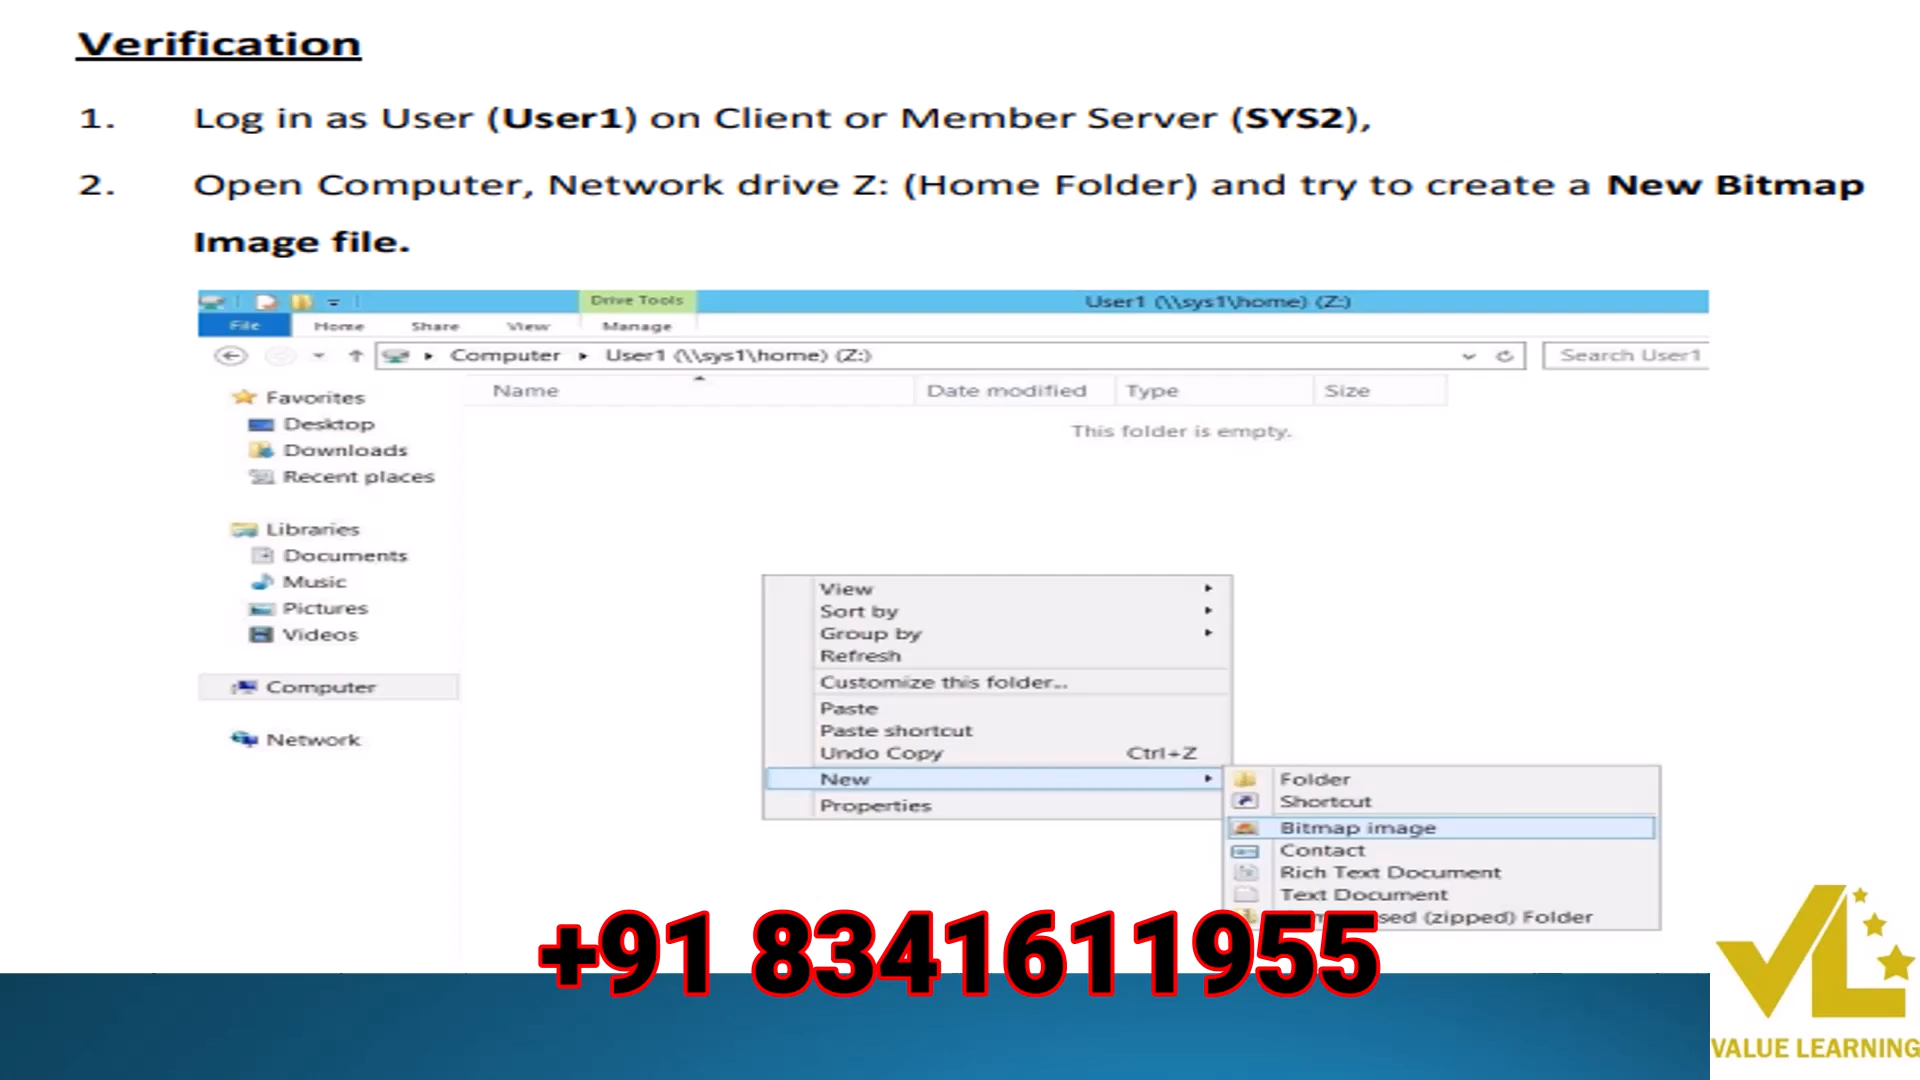 Verification
1. Log in as User (User1) on Client or Member Server (SYS2),
2. Open Computer, Network drive Z: (Home Folder) and try to create a New Bitmap
Image file.
Drive Tools
User1 (\\sys1\home) (Z:)
File Home Share View Manage
Computer User1 (\\sys1\home) (Z:)
Search User1
Name Date modified Type Size
This folder is empty.
Favorites
Desktop
Downloads
Recent places
Libraries
Documents
Music
Pictures
Videos
Computer
Network
View
Sort by
Group by
Refresh
Customize this folder...
Paste
Paste shortcut
Undo Copy Ctrl+Z
New
Properties
Folder
Shortcut
Bitmap image
Contact
Rich Text Document
Text Document
(zipped) Folder
+91 8341611955
VL
VALUE LEARNING